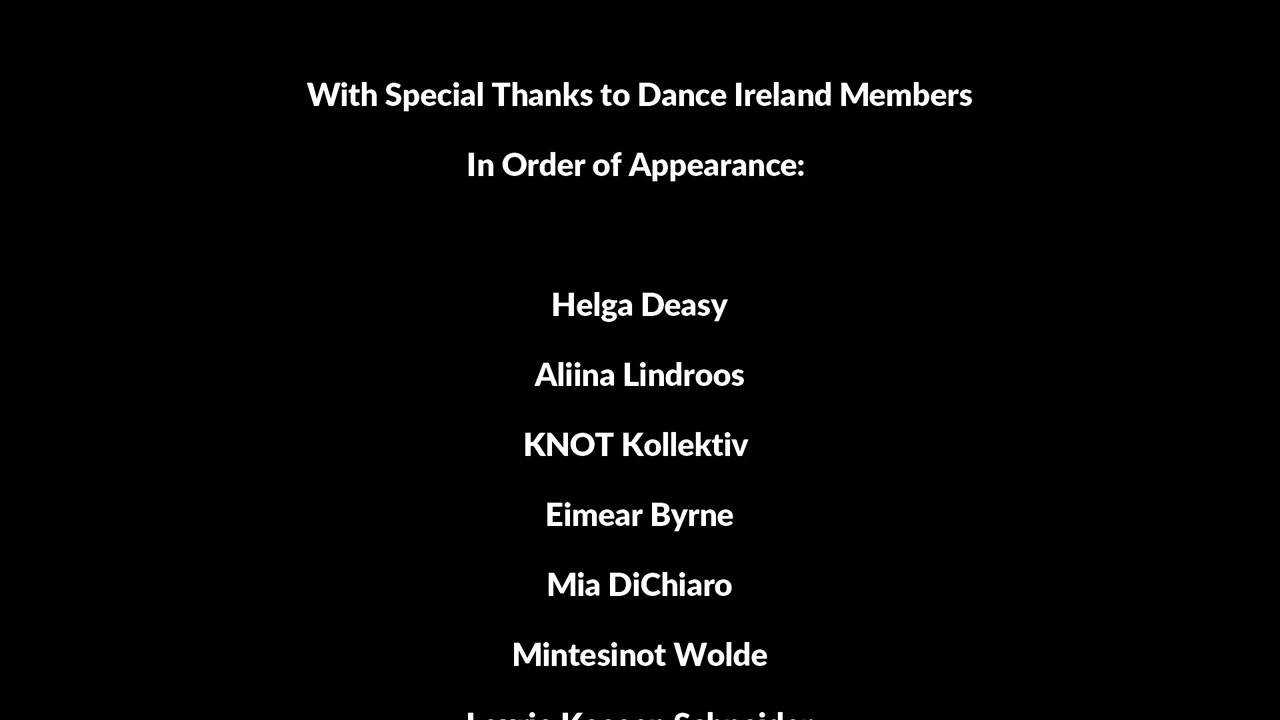 With Special Thanks to Dance Ireland Members
In Order of Appearance:
Helga Deasy
Aliina Lindroos
KNOT Kollektiv
Eimear Byrne
Mia DiChiaro
Mintesinot Wolde